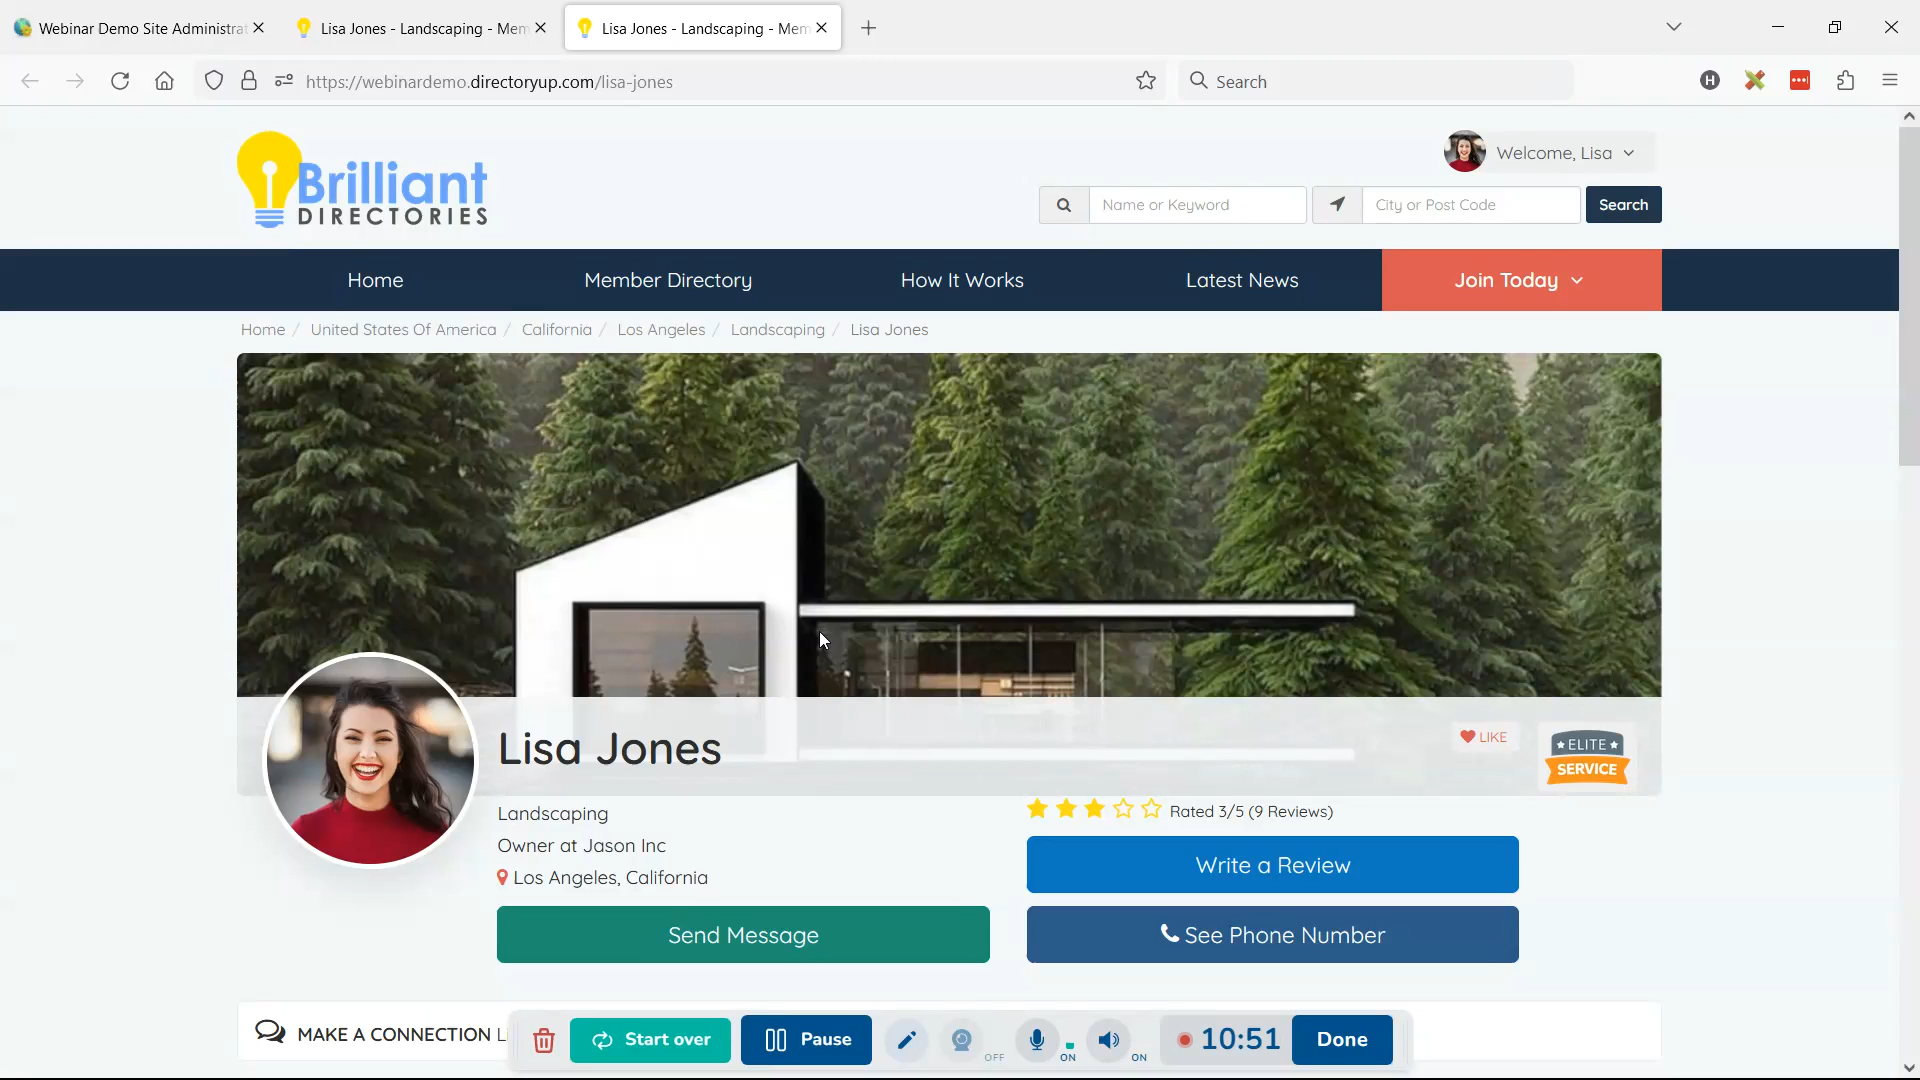 Webinar Demo Site Administrat
Lisa Jones - Landscaping - Mem
Lisa Jones - Landscaping - Mem
https://webinardemo.directoryup.com/lisa-jones
Search
H
Brilliant
DIRECTORIES
Welcome, Lisa
Name or Keyword
City or Post Code
Search
Home
Member Directory
How It Works
Latest News
Join Today
Home / United States Of America / California / Los Angeles / Landscaping / Lisa Jones
Lisa Jones
LIKE
ELITE
SERVICE
Landscaping
Rated 3/5 (9 Reviews)
Owner at Jason Inc
Write a Review
Los Angeles, California
Send Message
See Phone Number
MAKE A CONNECTION
Start over
Pause
OFF
ON
ON
10:51
Done